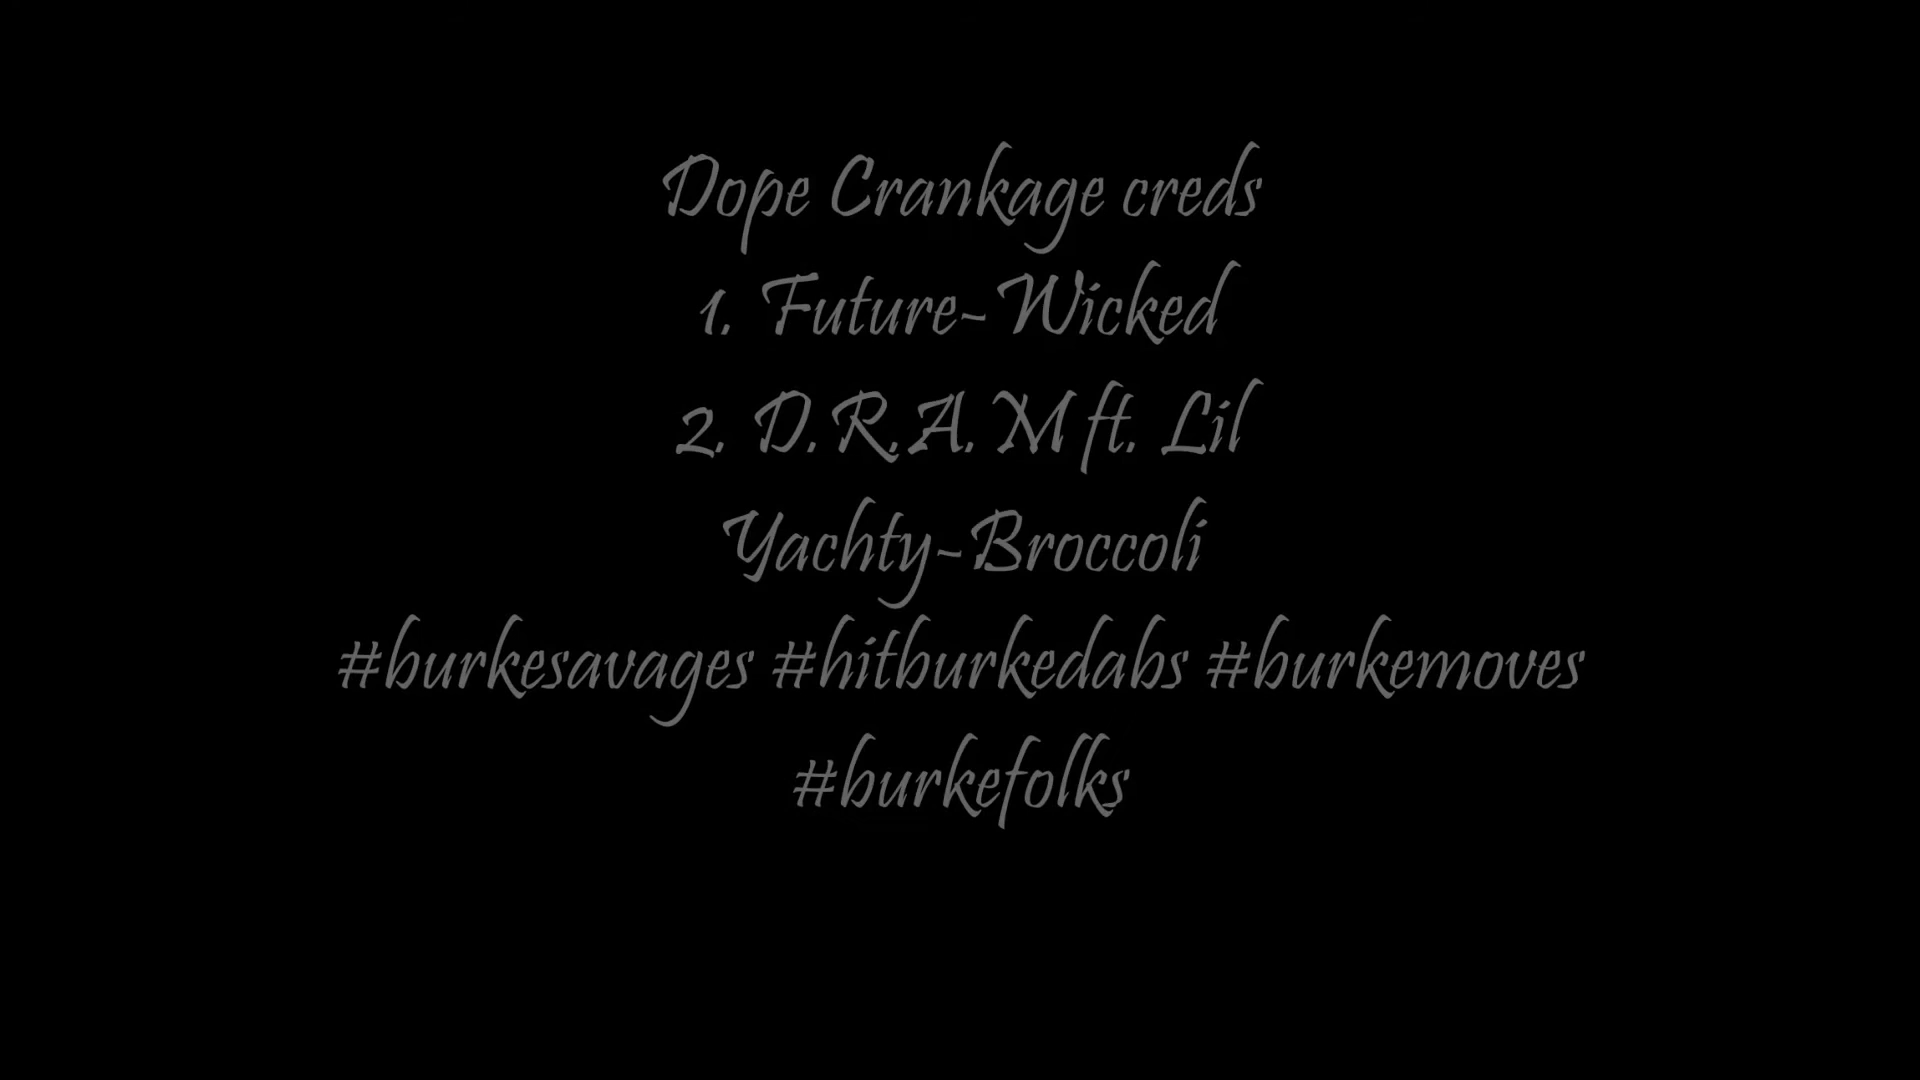 Dope Crankage creds
1. Future-Wicked
2. D.R.A.M ft. Lil
Yachty-Broccoli
#burkesavages #hitburkedabs #burkemoves
#burkefolks